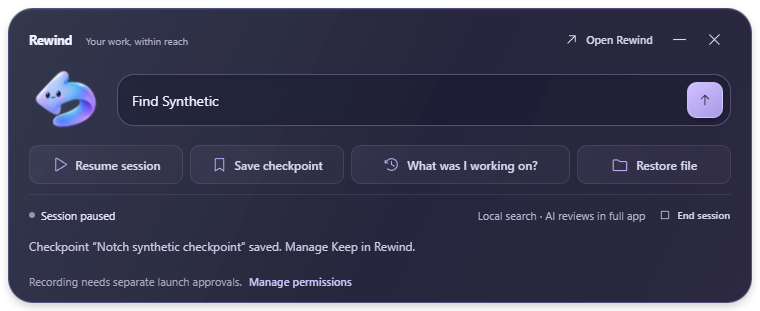 Rewind Your work, within reach Open Rewind
Find Synthetic
Resume session Save checkpoint What was I working on? Restore file
Session paused Local search · AI reviews in full app End session
Checkpoint “Notch synthetic checkpoint” saved. Manage Keep in Rewind.
Recording needs separate launch approvals. Manage permissions